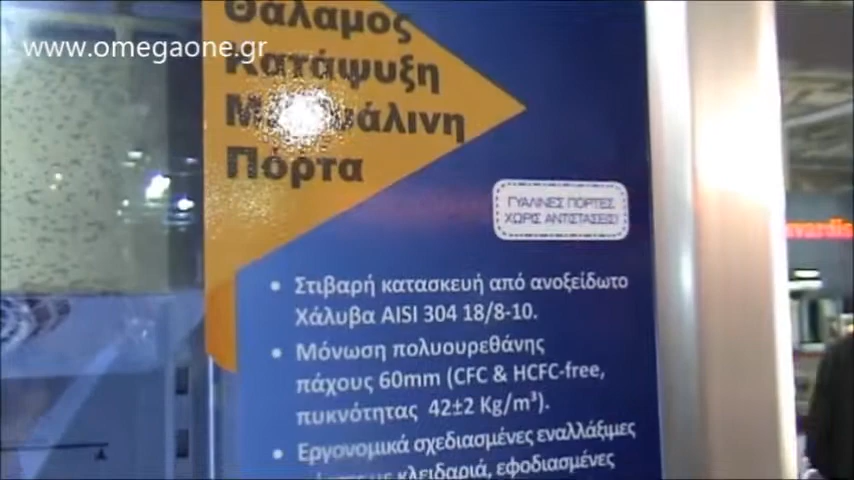 www.omegaone.gr
Θάλαμος
Κατάψυξη
Πόρτα
ΓΥΑΛΙΝΕΣ ΠΟΡΤΕΣ
ΧΩΡΙΣ ΑΝΤΙΣΤΑΣΕΙΣ!
• Στιβαρή κατασκευή από ανοξείδωτο
Χάλυβα AISI 304 18/8-10.
• Μόνωση πολυουρεθάνης
πάχους 60mm (CFC & HCFC-free,
πυκνότητας 42±2 Kg/m³).
• Εργονομικά σχεδιασμένες εναλλάξιμες
με κλειδαριά, εφοδιασμένες